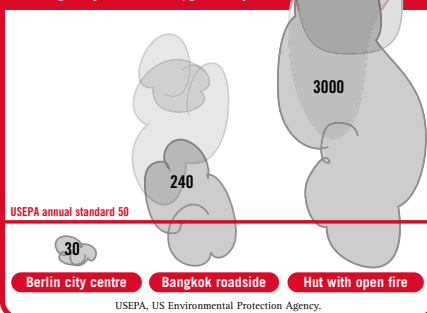 3000
240
USEPA annual standard 50
30
Berlin city centre
Bangkok roadside
Hut with open fire
USEPA, US Environmental Protection Agency.